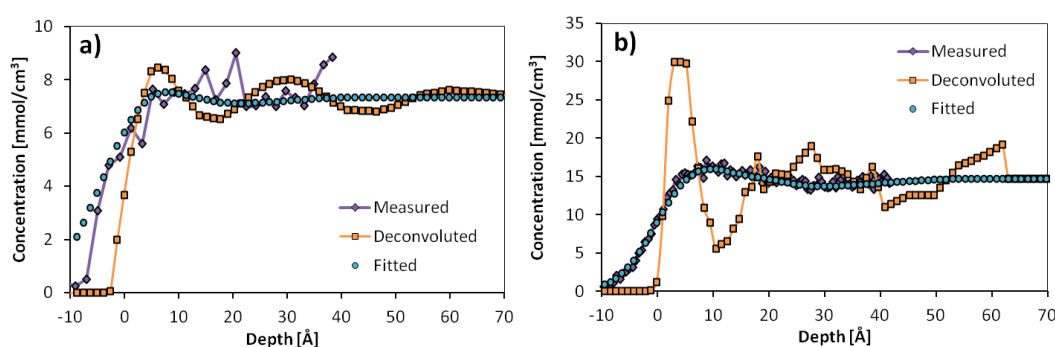 a)
Concentration [mmol/cm³]
10
8
6
4
2
0
-10 0 10 20 30 40 50 60 70
Depth [Å]
Measured
Deconvoluted
Fitted
b)
Concentration [mmol/cm³]
35
30
25
20
15
10
5
0
-10 0 10 20 30 40 50 60 70
Depth [Å]
Measured
Deconvoluted
Fitted